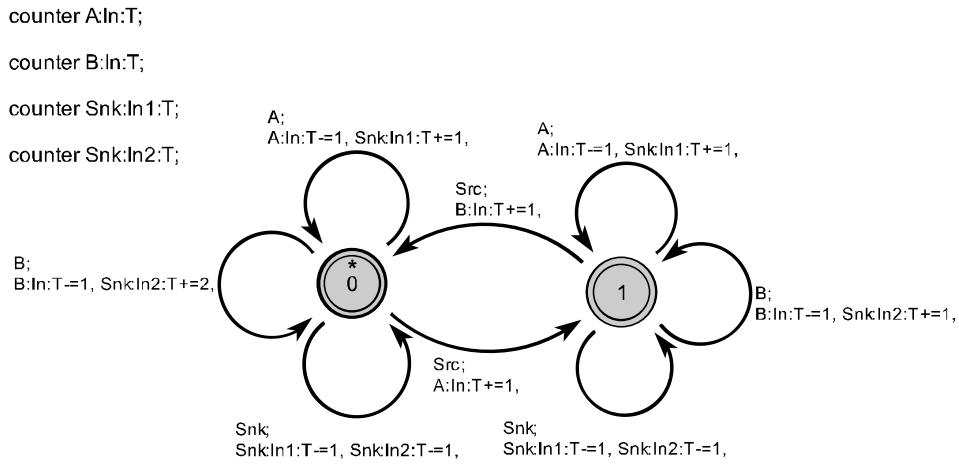 counter A:In:T;
counter B:In:T;
counter Snk:In1:T;
counter Snk:In2:T;
A;
A:In:T-=1, Snk:In1:T+=1,
A;
A:In:T-=1, Snk:In1:T+=1,
Src;
B:In:T+=1,
B;
B:In:T-=1, Snk:In2:T+=2,
*
0
1
B;
B:In:T-=1, Snk:In2:T+=1,
Src;
A:In:T+=1,
Snk;
Snk:In1:T-=1, Snk:In2:T-=1,
Snk;
Snk:In1:T-=1, Snk:In2:T-=1,